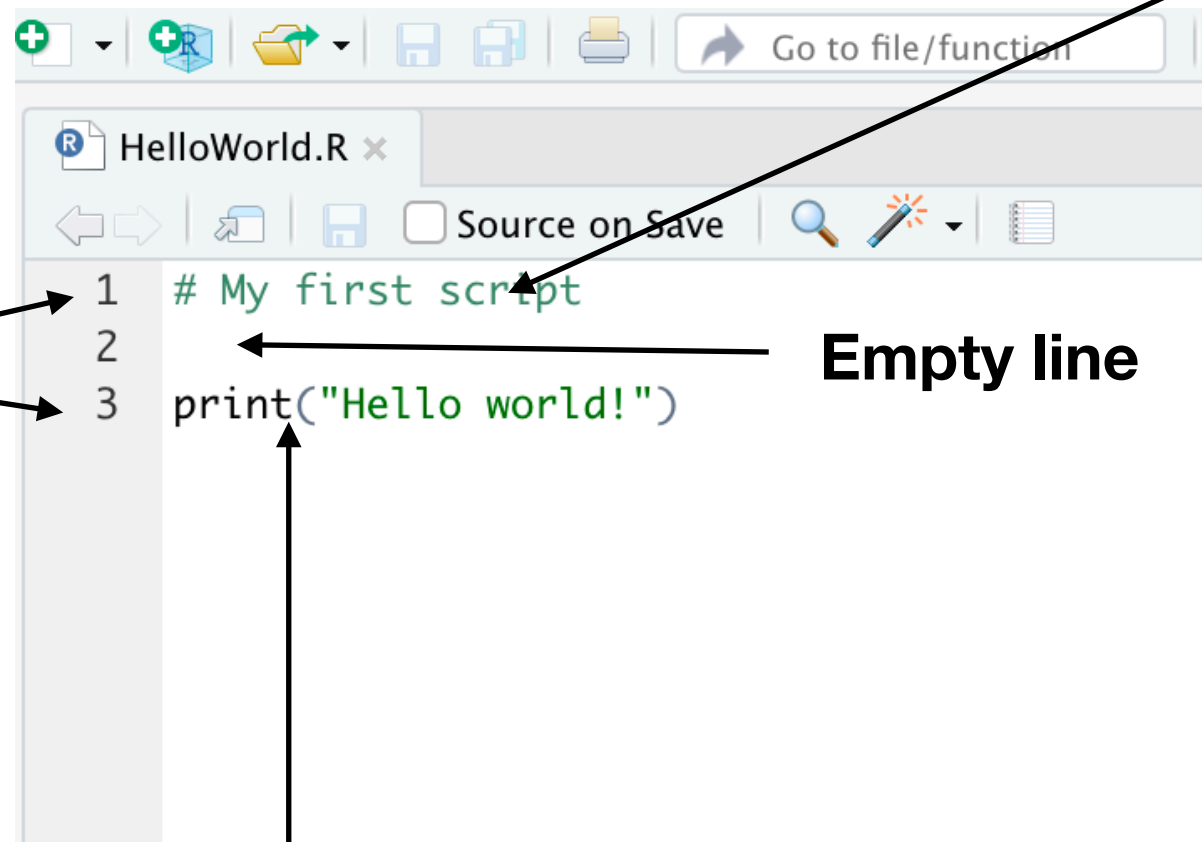 Go to file/function
HelloWorld.R
Source on Save
1 # My first script
2
Empty line
3 print("Hello world!")